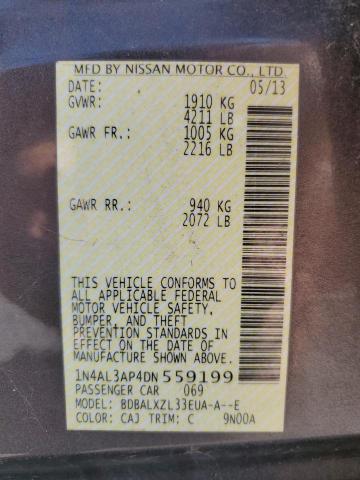 MFD BY NISSAN MOTOR CO., LTD.
DATE: 05/13
GVWR: 1910 KG
4211 LB
GAWR FR.: 1005 KG
2216 LB
GAWR RR.: 940 KG
2072 LB
THIS VEHICLE CONFORMS TO
ALL APPLICABLE FEDERAL
MOTOR VEHICLE SAFETY,
BUMPER, AND THEFT
PREVENTION STANDARDS IN
EFFECT ON THE DATE OF
MANUFACTURE SHOWN ABOVE.
1N4AL3AP4DN 559199
PASSENGER CAR 069
MODEL: BDBALXZL33EUA-A--E
COLOR: CAJ TRIM: C 9N00A